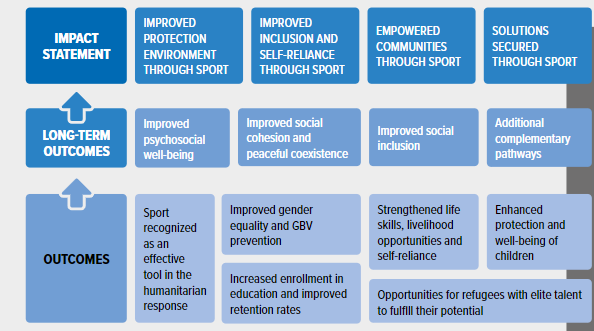 IMPACT
STATEMENT
IMPROVED
PROTECTION
ENVIRONMENT
THROUGH SPORT
IMPROVED
INCLUSION AND
SELF-RELIANCE
THROUGH SPORT
EMPOWERED
COMMUNITIES
THROUGH SPORT
SOLUTIONS
SECURED
THROUGH SPORT
LONG-TERM
OUTCOMES
Improved
psychosocial
well-being
Improved social
cohesion and
peaceful coexistence
Improved social
inclusion
Additional
complementary
pathways
OUTCOMES
Sport
recognized
as an
effective
tool in the
humanitarian
response
Improved gender
equality and GBV
prevention
Increased enrollment in
education and improved
retention rates
Strengthened life
skills, livelihood
opportunities and
self-reliance
Enhanced
protection and
well-being of
children
Opportunities for refugees with elite talent
to fulfill their potential